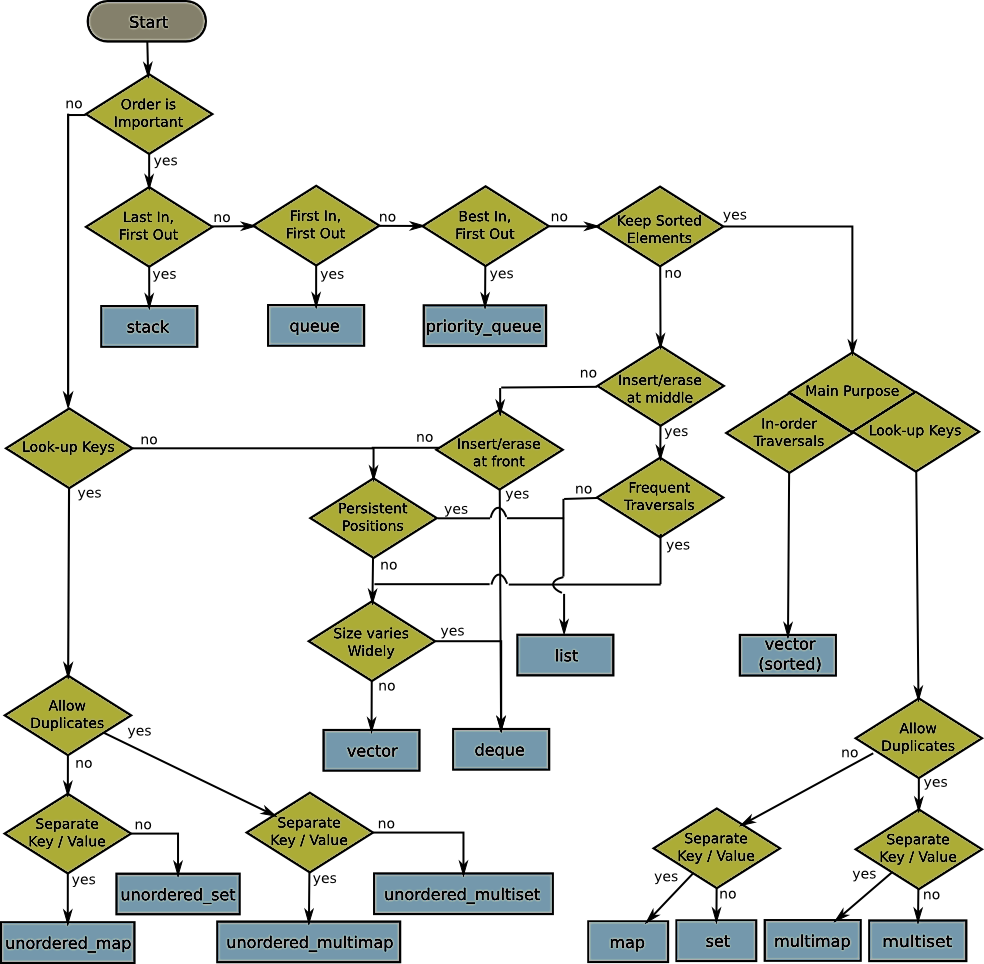 Start
no
Order is
Important
yes
Last In,
First Out
no
First In,
First Out
no
Best In,
First Out
no
Keep Sorted
Elements
yes
yes
yes
yes
no
stack
queue
priority_queue
no
Insert/erase
at middle
Main Purpose
yes
In-order
Traversals
Look-up Keys
Look-up Keys
no
no
Insert/erase
at front
yes
yes
no
Frequent
Traversals
Persistent
Positions
yes
yes
no
Size varies
Widely
yes
no
list
vector
(sorted)
vector
deque
Allow
Duplicates
yes
no
Allow
Duplicates
no
yes
Separate
Key / Value
no
Separate
Key / Value
no
Separate
Key / Value
Separate
Key / Value
yes
yes
yes
no
yes
no
unordered_set
unordered_multiset
unordered_map
unordered_multimap
map
set
multimap
multiset